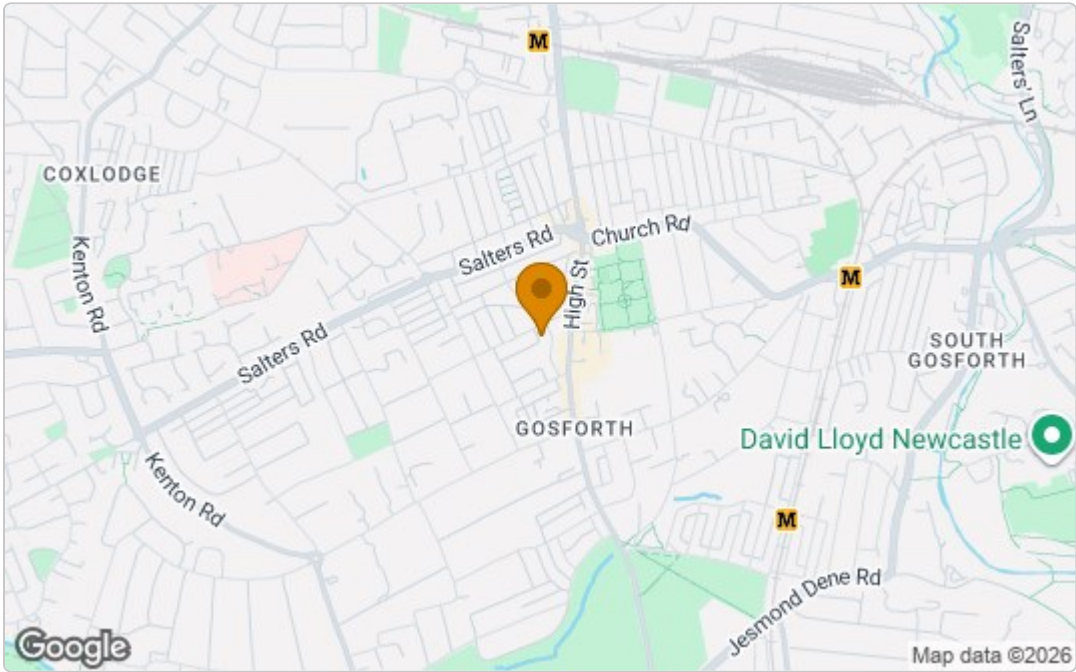 M
Salters' Ln
COXLODGE
Salters Rd
Church Rd
Kenton Rd
High St
M
Salters Rd
SOUTH
GOSFORTH
GOSFORTH
David Lloyd Newcastle
Kenton Rd
M
Jesmond Dene Rd
Google
Map data ©2026